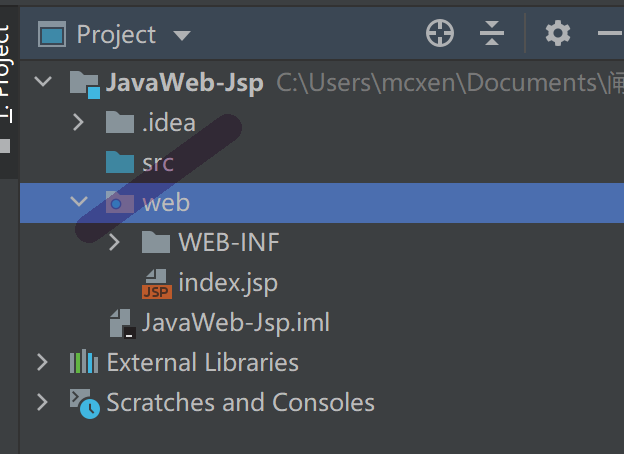 Project
1: Project
JavaWeb-Jsp C:\Users\mcxen\Documents\闹
.idea
src
web
WEB-INF
index.jsp
JSP
JavaWeb-Jsp.iml
External Libraries
Scratches and Consoles